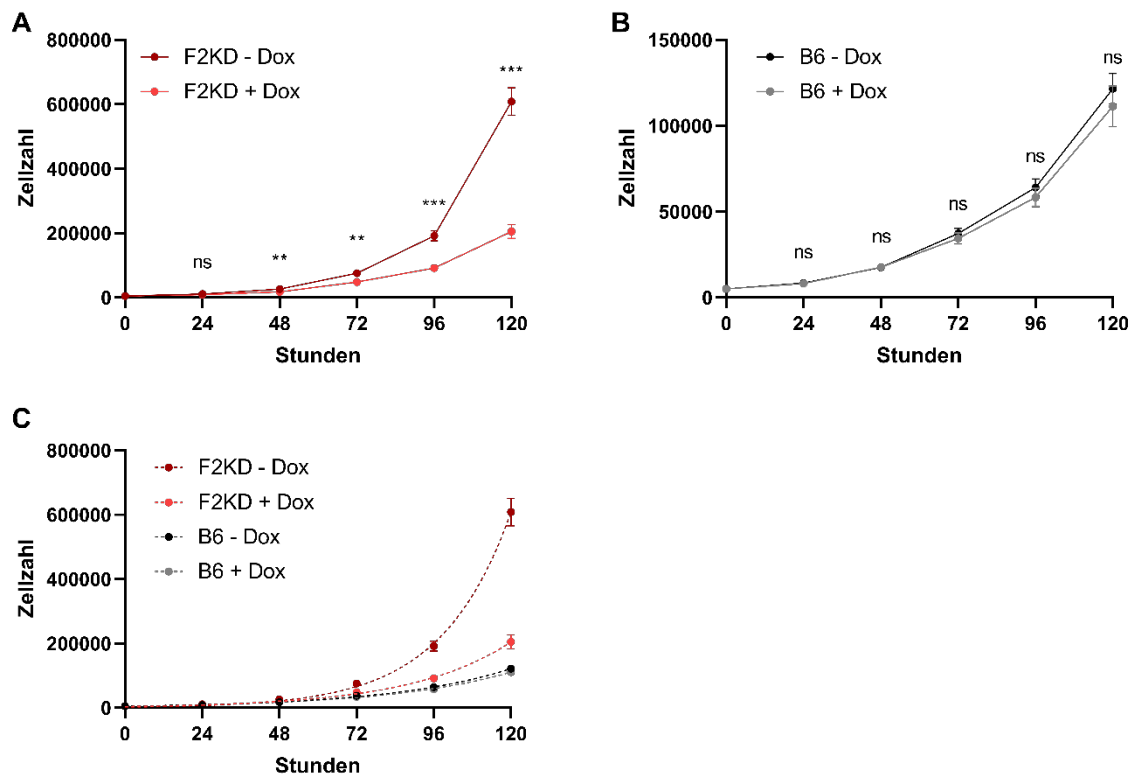 A
800000
600000
400000
200000
0
Zellzahl
F2KD - Dox
F2KD + Dox
ns
**
**
***
***
0 24 48 72 96 120
Stunden
B
150000
100000
50000
0
Zellzahl
B6 - Dox
B6 + Dox
ns
ns
ns
ns
ns
0 24 48 72 96 120
Stunden
C
800000
600000
400000
200000
0
Zellzahl
F2KD - Dox
F2KD + Dox
B6 - Dox
B6 + Dox
0 24 48 72 96 120
Stunden